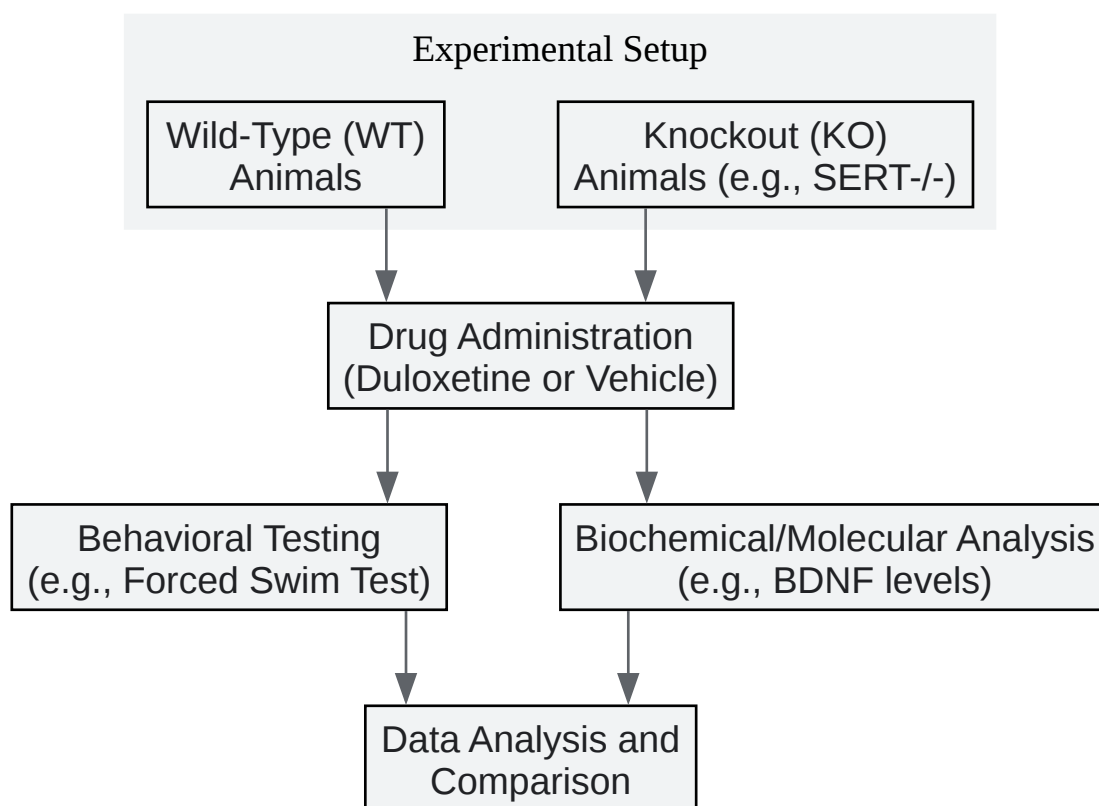 Experimental Setup
Wild-Type (WT)
Animals
Knockout (KO)
Animals (e.g., SERT-/-)
Drug Administration
(Duloxetine or Vehicle)
Behavioral Testing
(e.g., Forced Swim Test)
Biochemical/Molecular Analysis
(e.g., BDNF levels)
Data Analysis and
Comparison